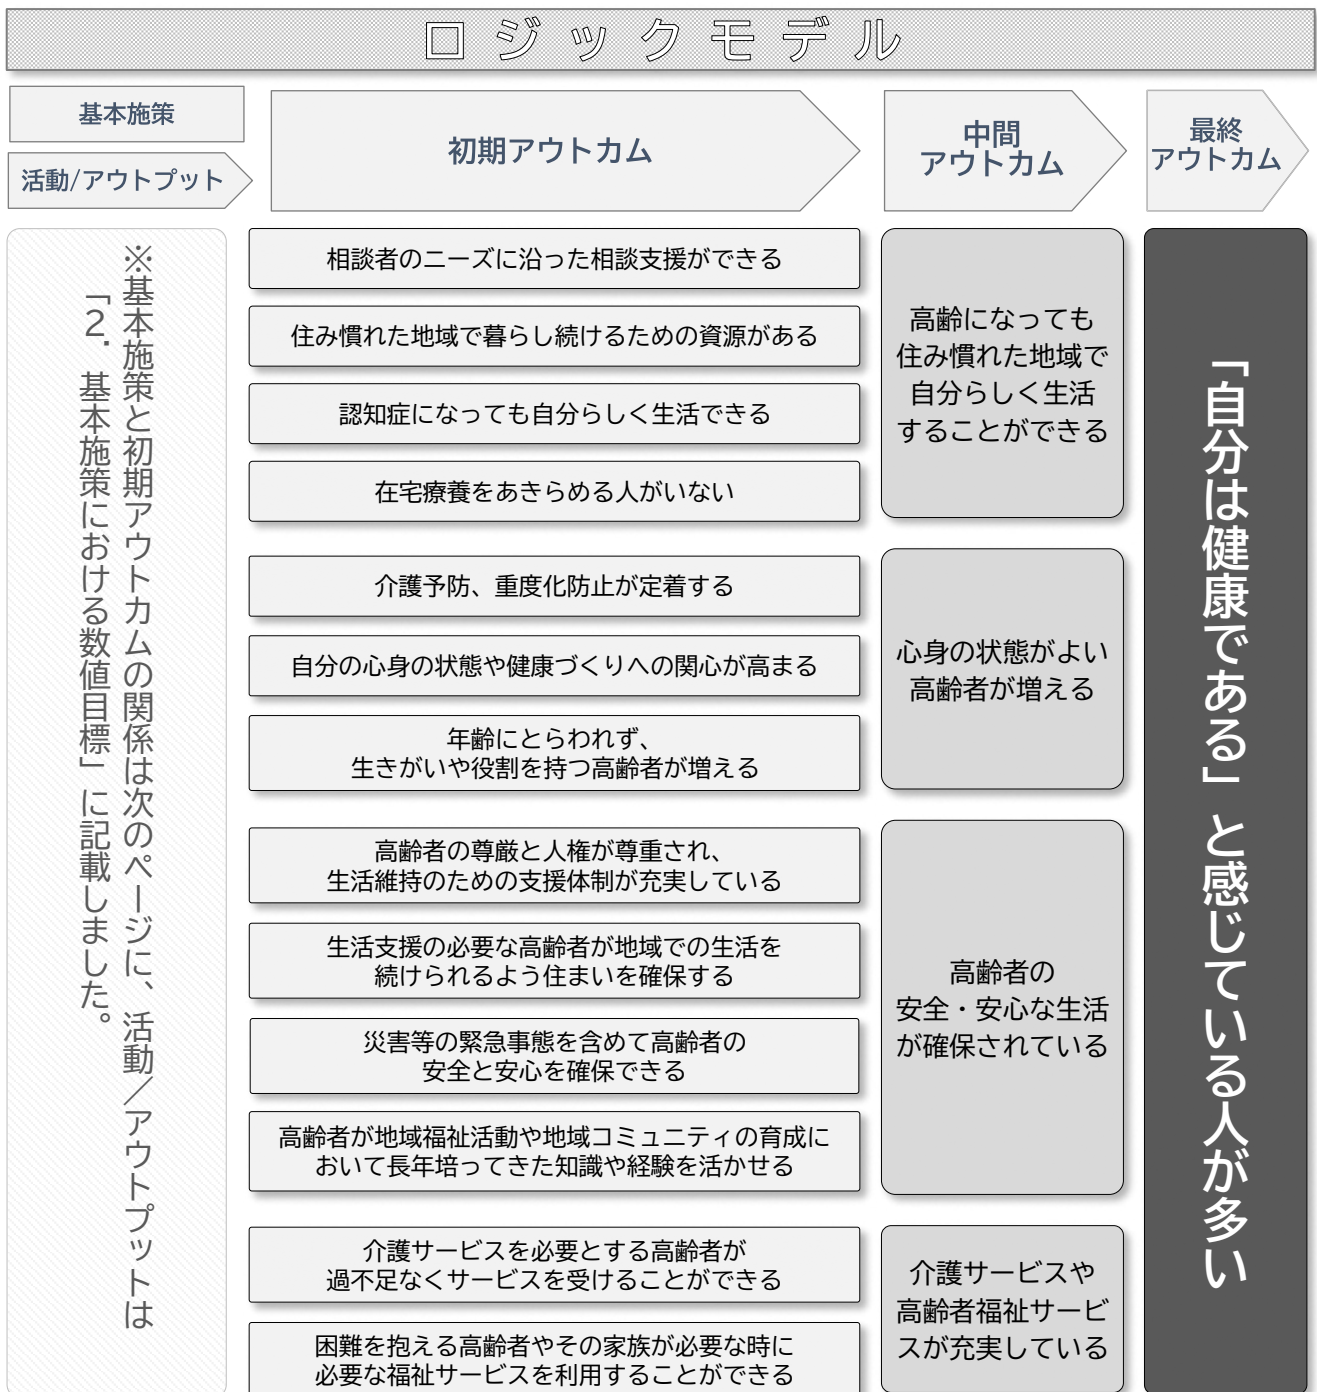 ロジックモデル
基本施策
活動/アウトプット
初期アウトカム
中間
アウトカム
最終
アウトカム
※基本施策と初期アウトカムの関係は次のページに、活動／アウトプットは
「２．基本施策における数値目標」に記載しました。
相談者のニーズに沿った相談支援ができる
住み慣れた地域で暮らし続けるための資源がある
認知症になっても自分らしく生活できる
在宅療養をあきらめる人がいない
高齢になっても
住み慣れた地域で
自分らしく生活
することができる
介護予防、重度化防止が定着する
自分の心身の状態や健康づくりへの関心が高まる
年齢にとらわれず、
生きがいや役割を持つ高齢者が増える
心身の状態がよい
高齢者が増える
高齢者の尊厳と人権が尊重され、
生活維持のための支援体制が充実している
生活支援の必要な高齢者が地域での生活を
続けられるよう住まいを確保する
災害等の緊急事態を含めて高齢者の
安全と安心を確保できる
高齢者が地域福祉活動や地域コミュニティの育成に
おいて長年培ってきた知識や経験を活かせる
高齢者の
安全・安心な生活
が確保されている
介護サービスを必要とする高齢者が
過不足なくサービスを受けることができる
困難を抱える高齢者やその家族が必要な時に
必要な福祉サービスを利用することができる
介護サービスや
高齢者福祉サービ
スが充実している
「自分は健康である」と感じている人が多い